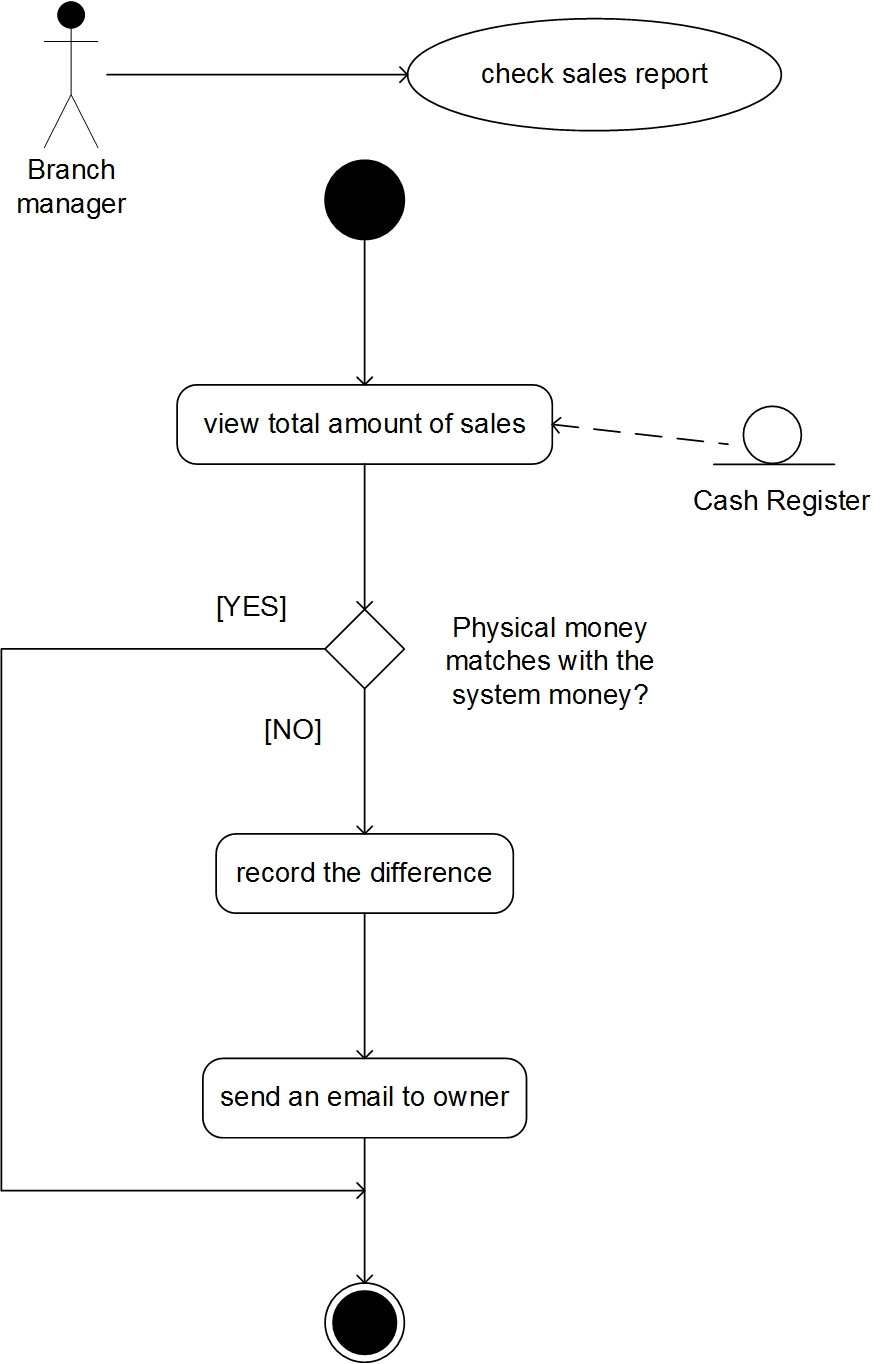 check sales report
Branch
manager
view total amount of sales
Cash Register
[YES]
Physical money
matches with the
system money?
[NO]
record the difference
send an email to owner